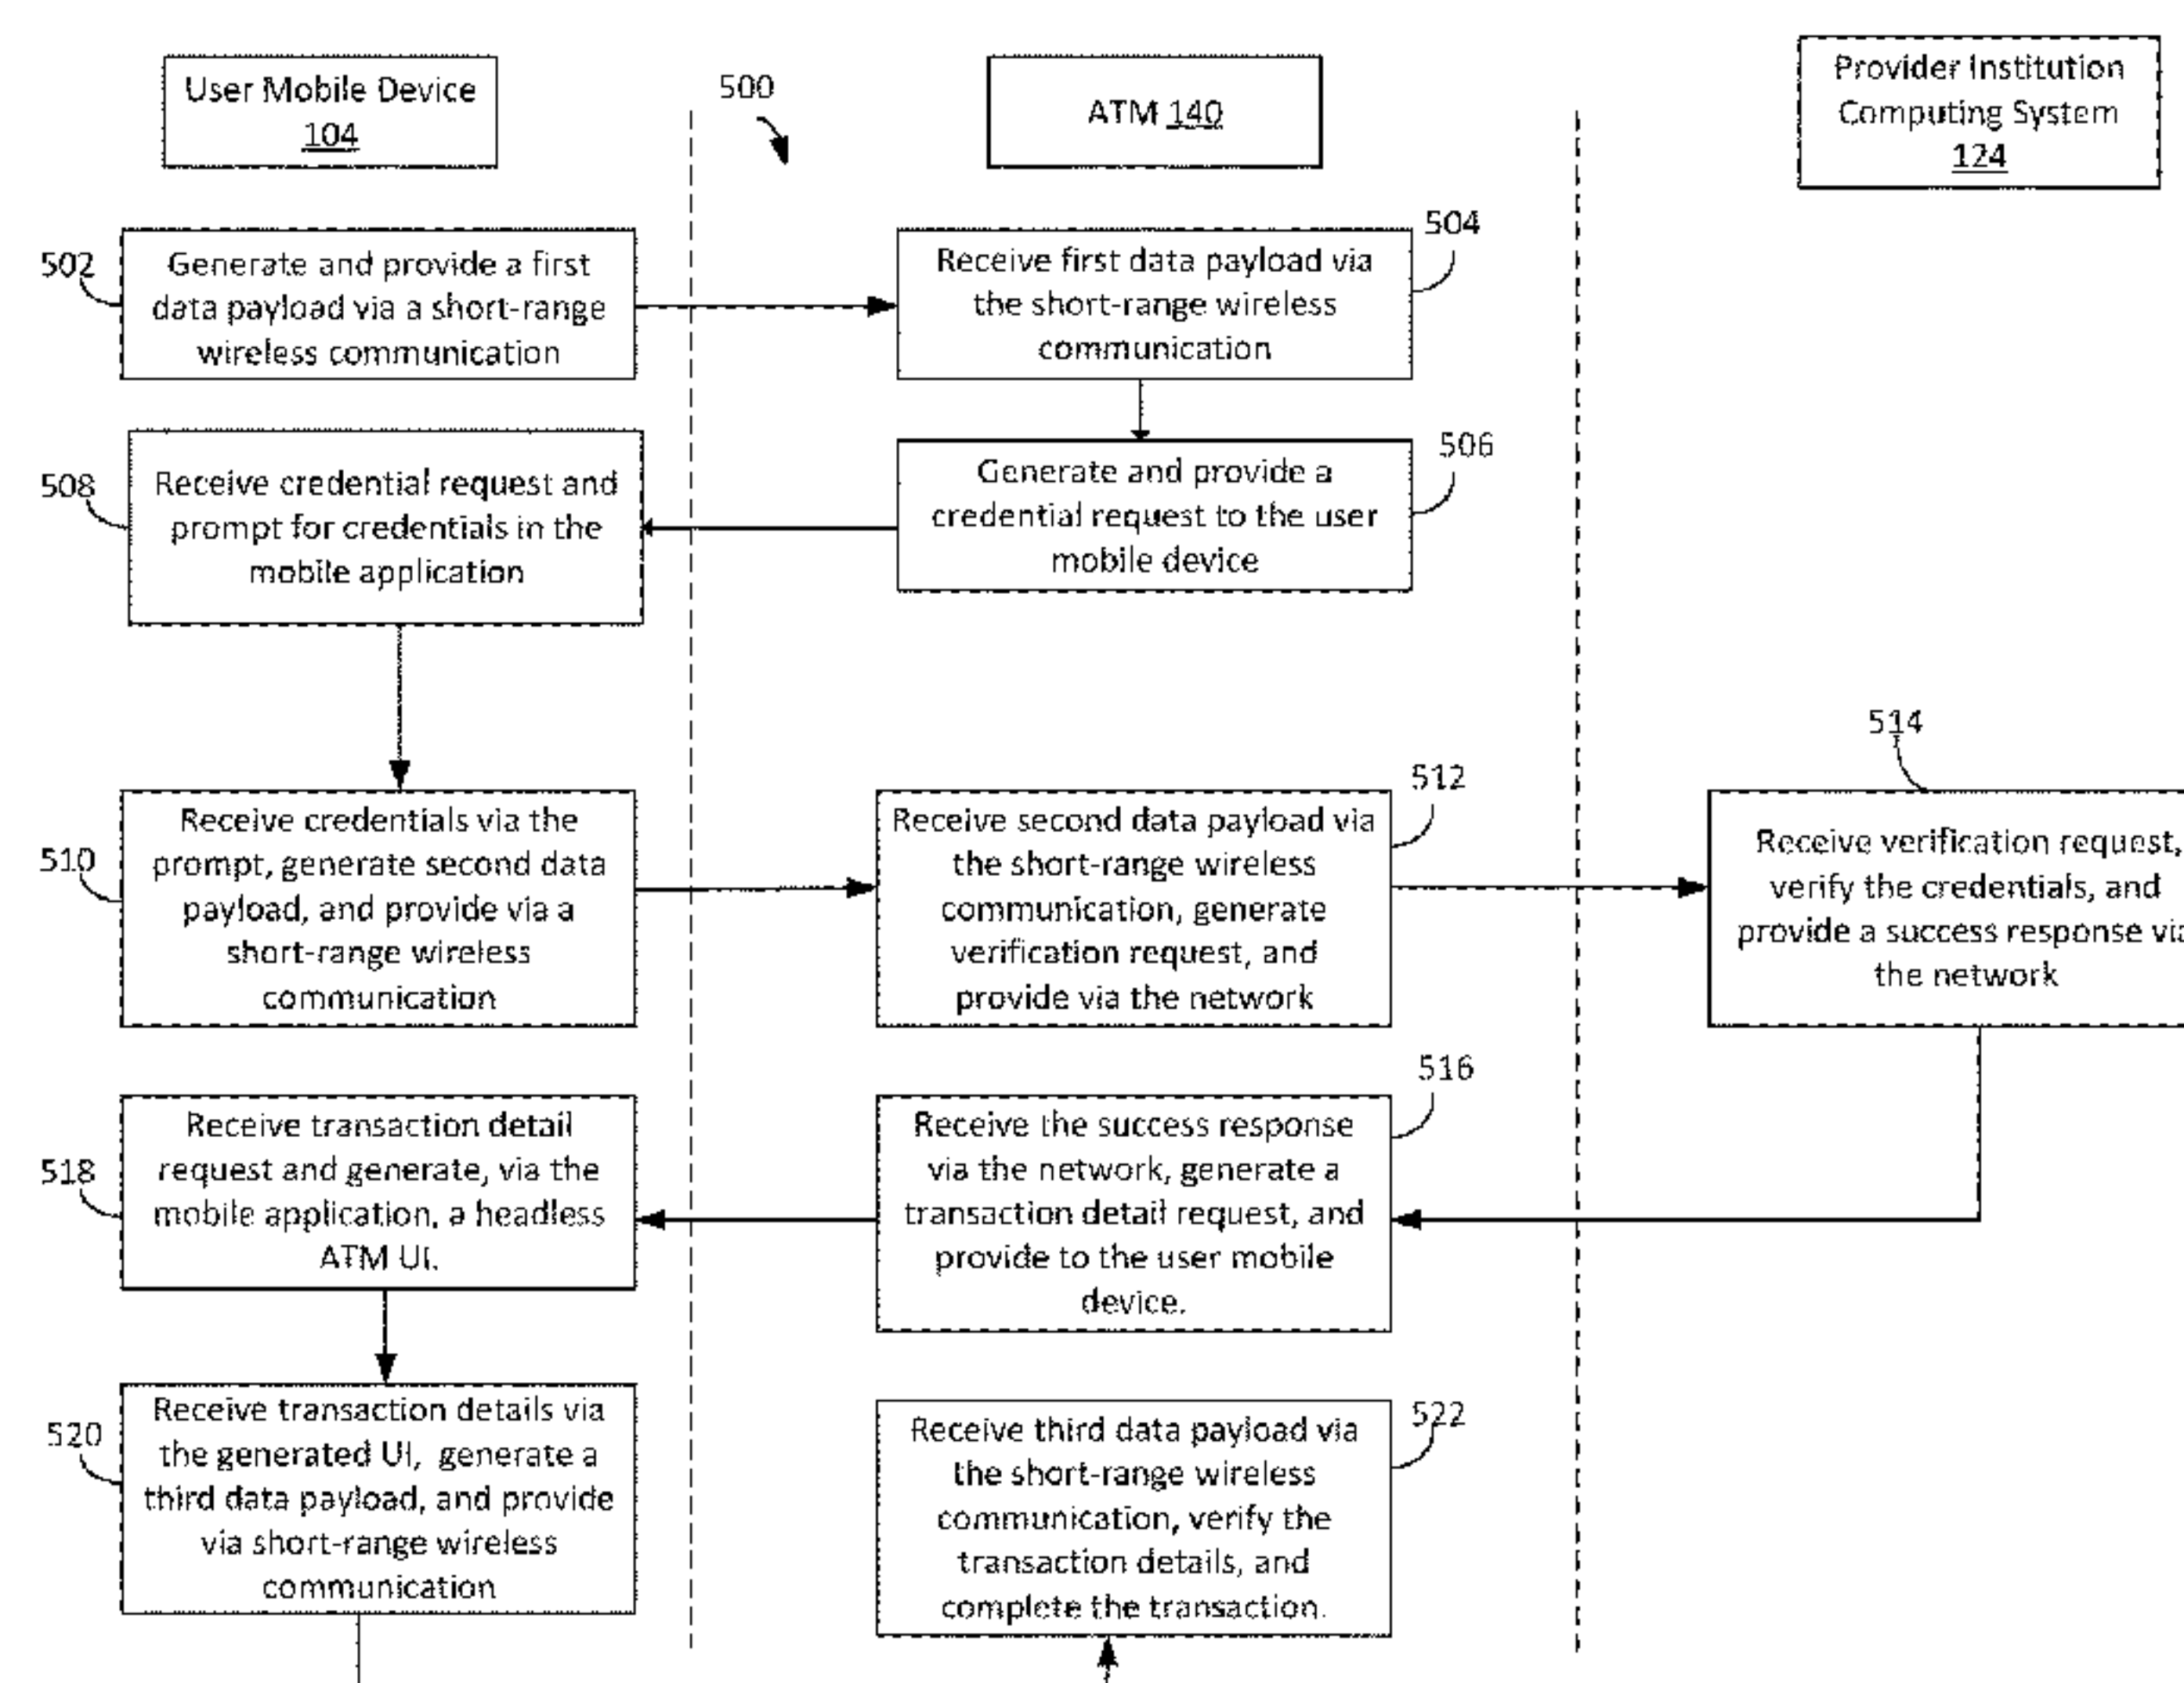 User Mobile Device
104
500
ATM 140
Provider Institution
Computing System
124
502
Generate and provide a first
data payload via a short-range
wireless communication
504
Receive first data payload via
the short-range wireless
communication
506
Generate and provide a
credential request to the user
mobile device
508
Receive credential request and
prompt for credentials in the
mobile application
510
Receive credentials via the
prompt, generate second data
payload, and provide via a
short-range wireless
communication
512
Receive second data payload via
the short-range wireless
communication, generate
verification request, and
provide via the network
514
Receive verification request,
verify the credentials, and
provide a success response via
the network
516
Receive the success response
via the network, generate a
transaction detail request, and
provide to the user mobile
device.
518
Receive transaction detail
request and generate, via the
mobile application, a headless
ATM UI.
520
Receive transaction details via
the generated UI, generate a
third data payload, and provide
via short-range wireless
communication
522
Receive third data payload via
the short-range wireless
communication, verify the
transaction details, and
complete the transaction.